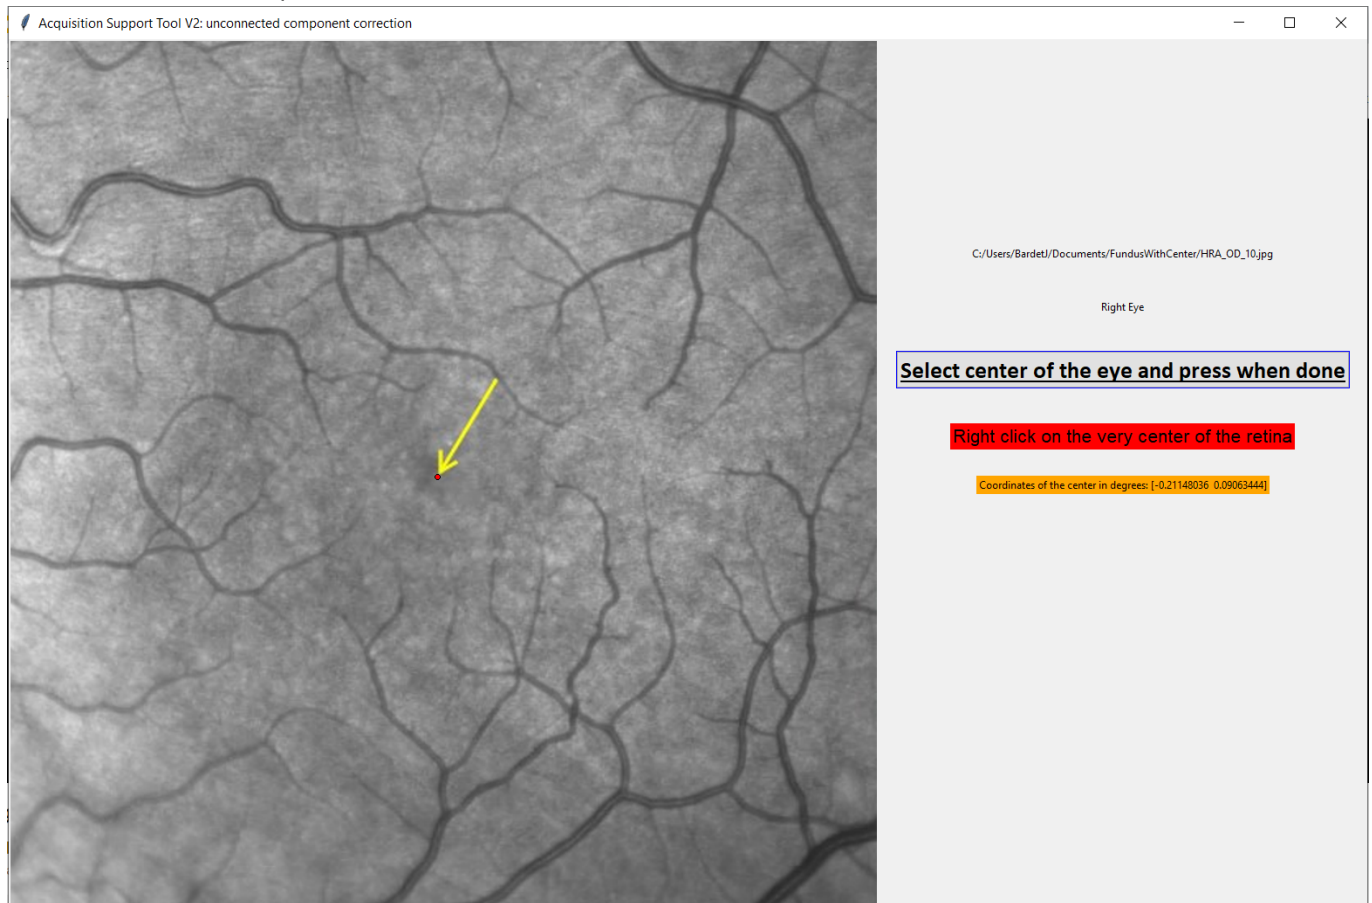 Acquisition Support Tool V2: unconnected component correction
C:/Users/BardetJ/Documents/FundusWithCenter/HRA_OD_10.jpg
Right Eye
Select center of the eye and press when done
Right click on the very center of the retina
Coordinates of the center in degrees: [-0.21148036 0.09063444]